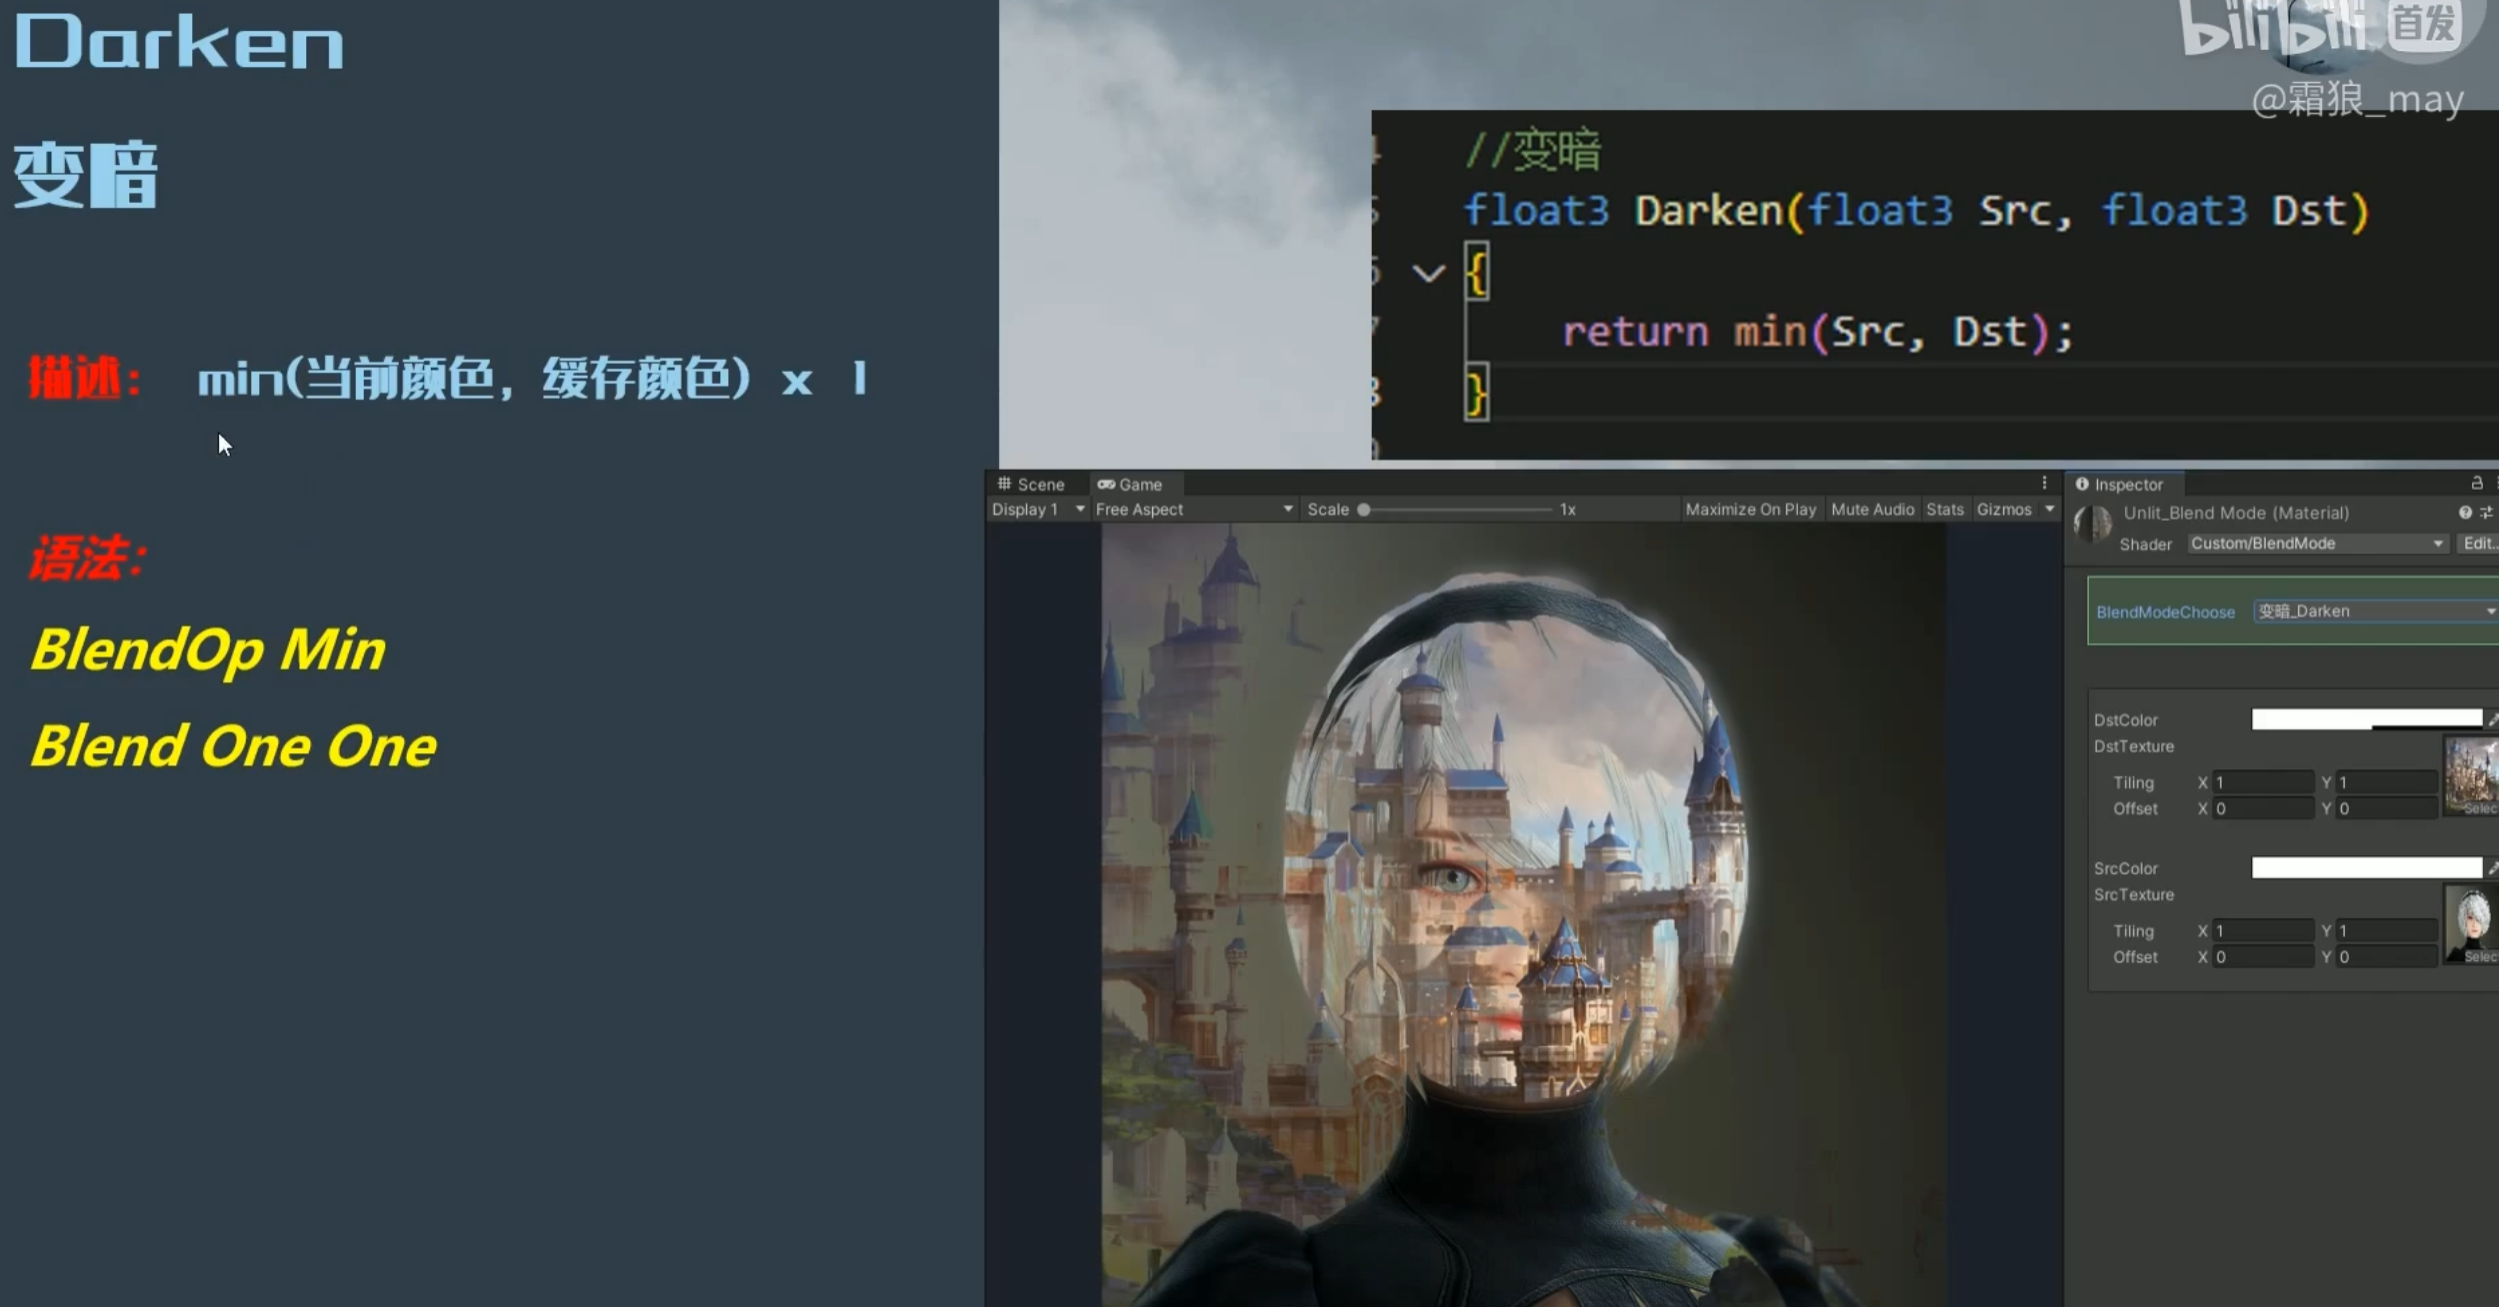 Darken
变暗
描述： min(当前颜色，缓存颜色) x 1
语法：
BlendOp Min
Blend One One
bilibili 首发
@霜狼_may
//变暗
float3 Darken(float3 Src, float3 Dst)
{
return min(Src, Dst);
}
Scene Game
Display 1 Free Aspect Scale 1x Maximize On Play Mute Audio Stats Gizmos
Inspector
Unlit_Blend Mode (Material)
Shader Custom/BlendMode Edit..
BlendModeChoose 变暗_Darken
DstColor
DstTexture
Tiling X 1 Y 1
Offset X 0 Y 0
Selec
SrcColor
SrcTexture
Tiling X 1 Y 1
Offset X 0 Y 0
Selec